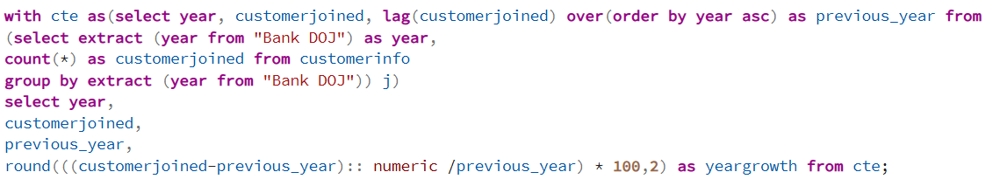 with cte as(select year, customerjoined, lag(customerjoined) over(order by year asc) as previous_year from
(select extract (year from "Bank DOJ") as year,
count(*) as customerjoined from customerinfo
group by extract (year from "Bank DOJ")) j)
select year,
customerjoined,
previous_year,
round(((customerjoined-previous_year):: numeric /previous_year) * 100,2) as yeargrowth from cte;